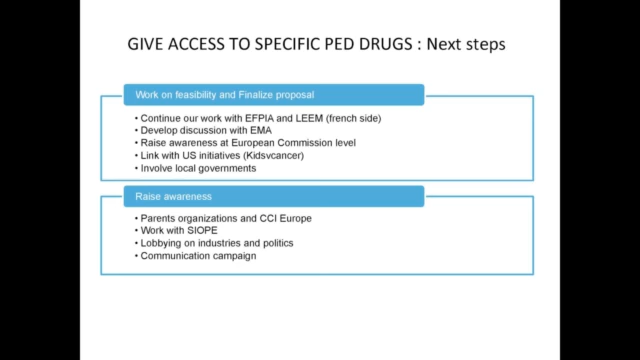 GIVE ACCESS TO SPECIFIC PED DRUGS : Next steps
Work on feasibility and Finalize proposal
• Continue our work with EFPIA and LEEM (french side)
• Develop discussion with EMA
• Raise awareness at European Commission level
• Link with US initiatives (Kidsvcancer)
• Involve local governments
Raise awareness
• Parents organizations and CCI Europe
• Work with SIOPE
• Lobbying on industries and politics
• Communication campaign